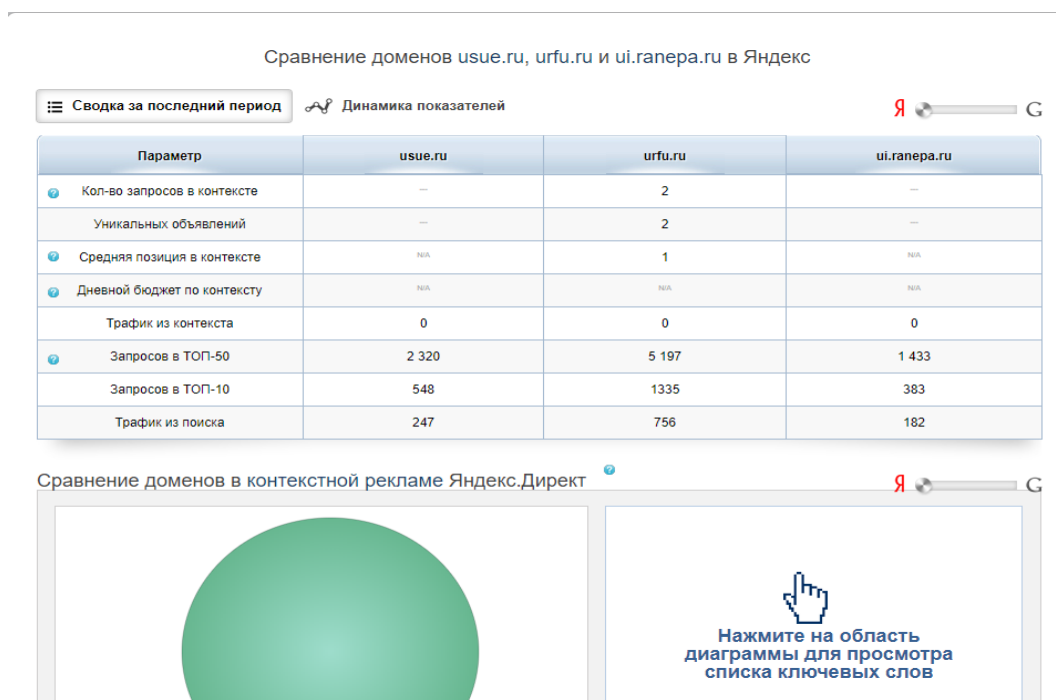 Сравнение доменов usue.ru, urfu.ru и ui.ranepa.ru в Яндекс
Сводка за последний период Динамика показателей Я G
Параметр usue.ru urfu.ru ui.ranepa.ru
? Кол-во запросов в контексте — 2 —
Уникальных объявлений — 2 —
? Средняя позиция в контексте N/A 1 N/A
? Дневной бюджет по контексту N/A N/A N/A
Трафик из контекста 0 0 0
? Запросов в ТОП-50 2 320 5 197 1 433
Запросов в ТОП-10 548 1335 383
Трафик из поиска 247 756 182
Сравнение доменов в контекстной рекламе Яндекс.Директ ? Я G
Нажмите на область
диаграммы для просмотра
списка ключевых слов